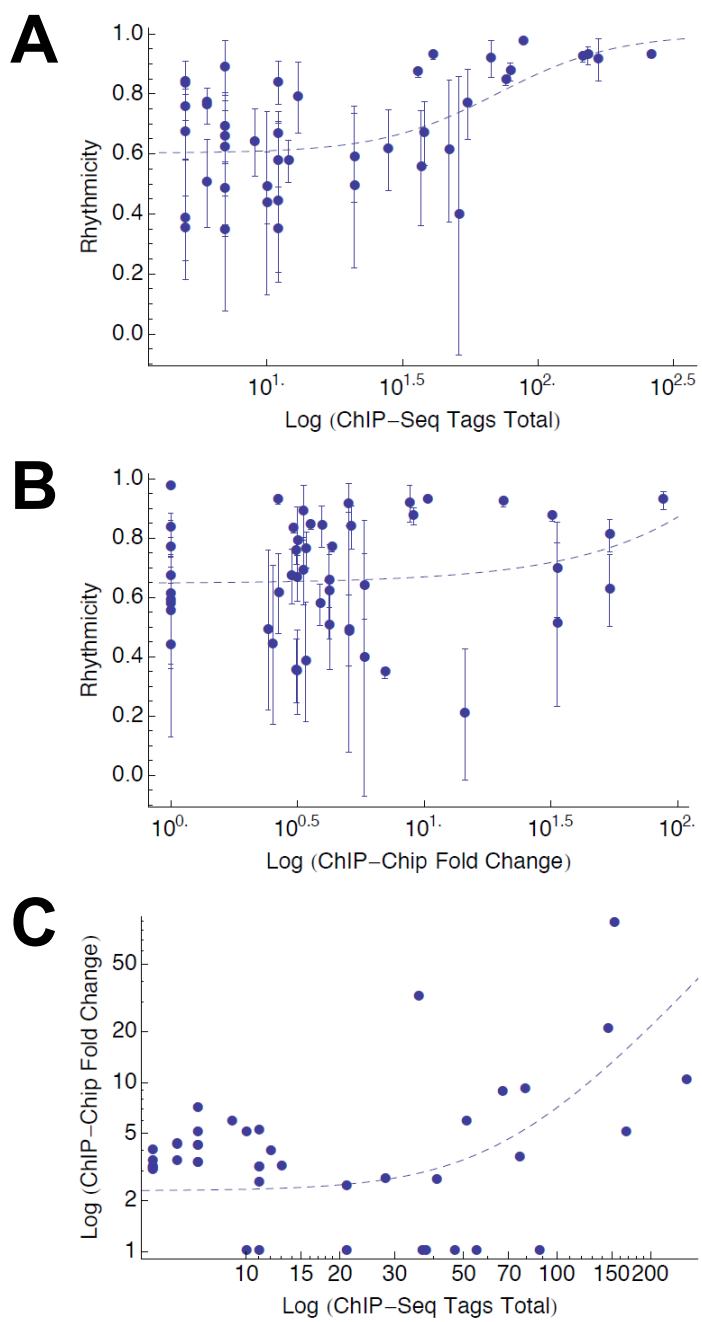 A
1.0
0.8
0.6
0.4
0.2
0.0
Rhythmicity
10^1. 10^1.5 10^2. 10^2.5
Log (ChIP−Seq Tags Total)
B
1.0
0.8
0.6
0.4
0.2
0.0
Rhythmicity
10^0. 10^0.5 10^1. 10^1.5 10^2.
Log (ChIP−Chip Fold Change)
C
50
20
10
5
2
1
Log (ChIP−Chip Fold Change)
10 15 20 30 50 70 100 150 200
Log (ChIP−Seq Tags Total)